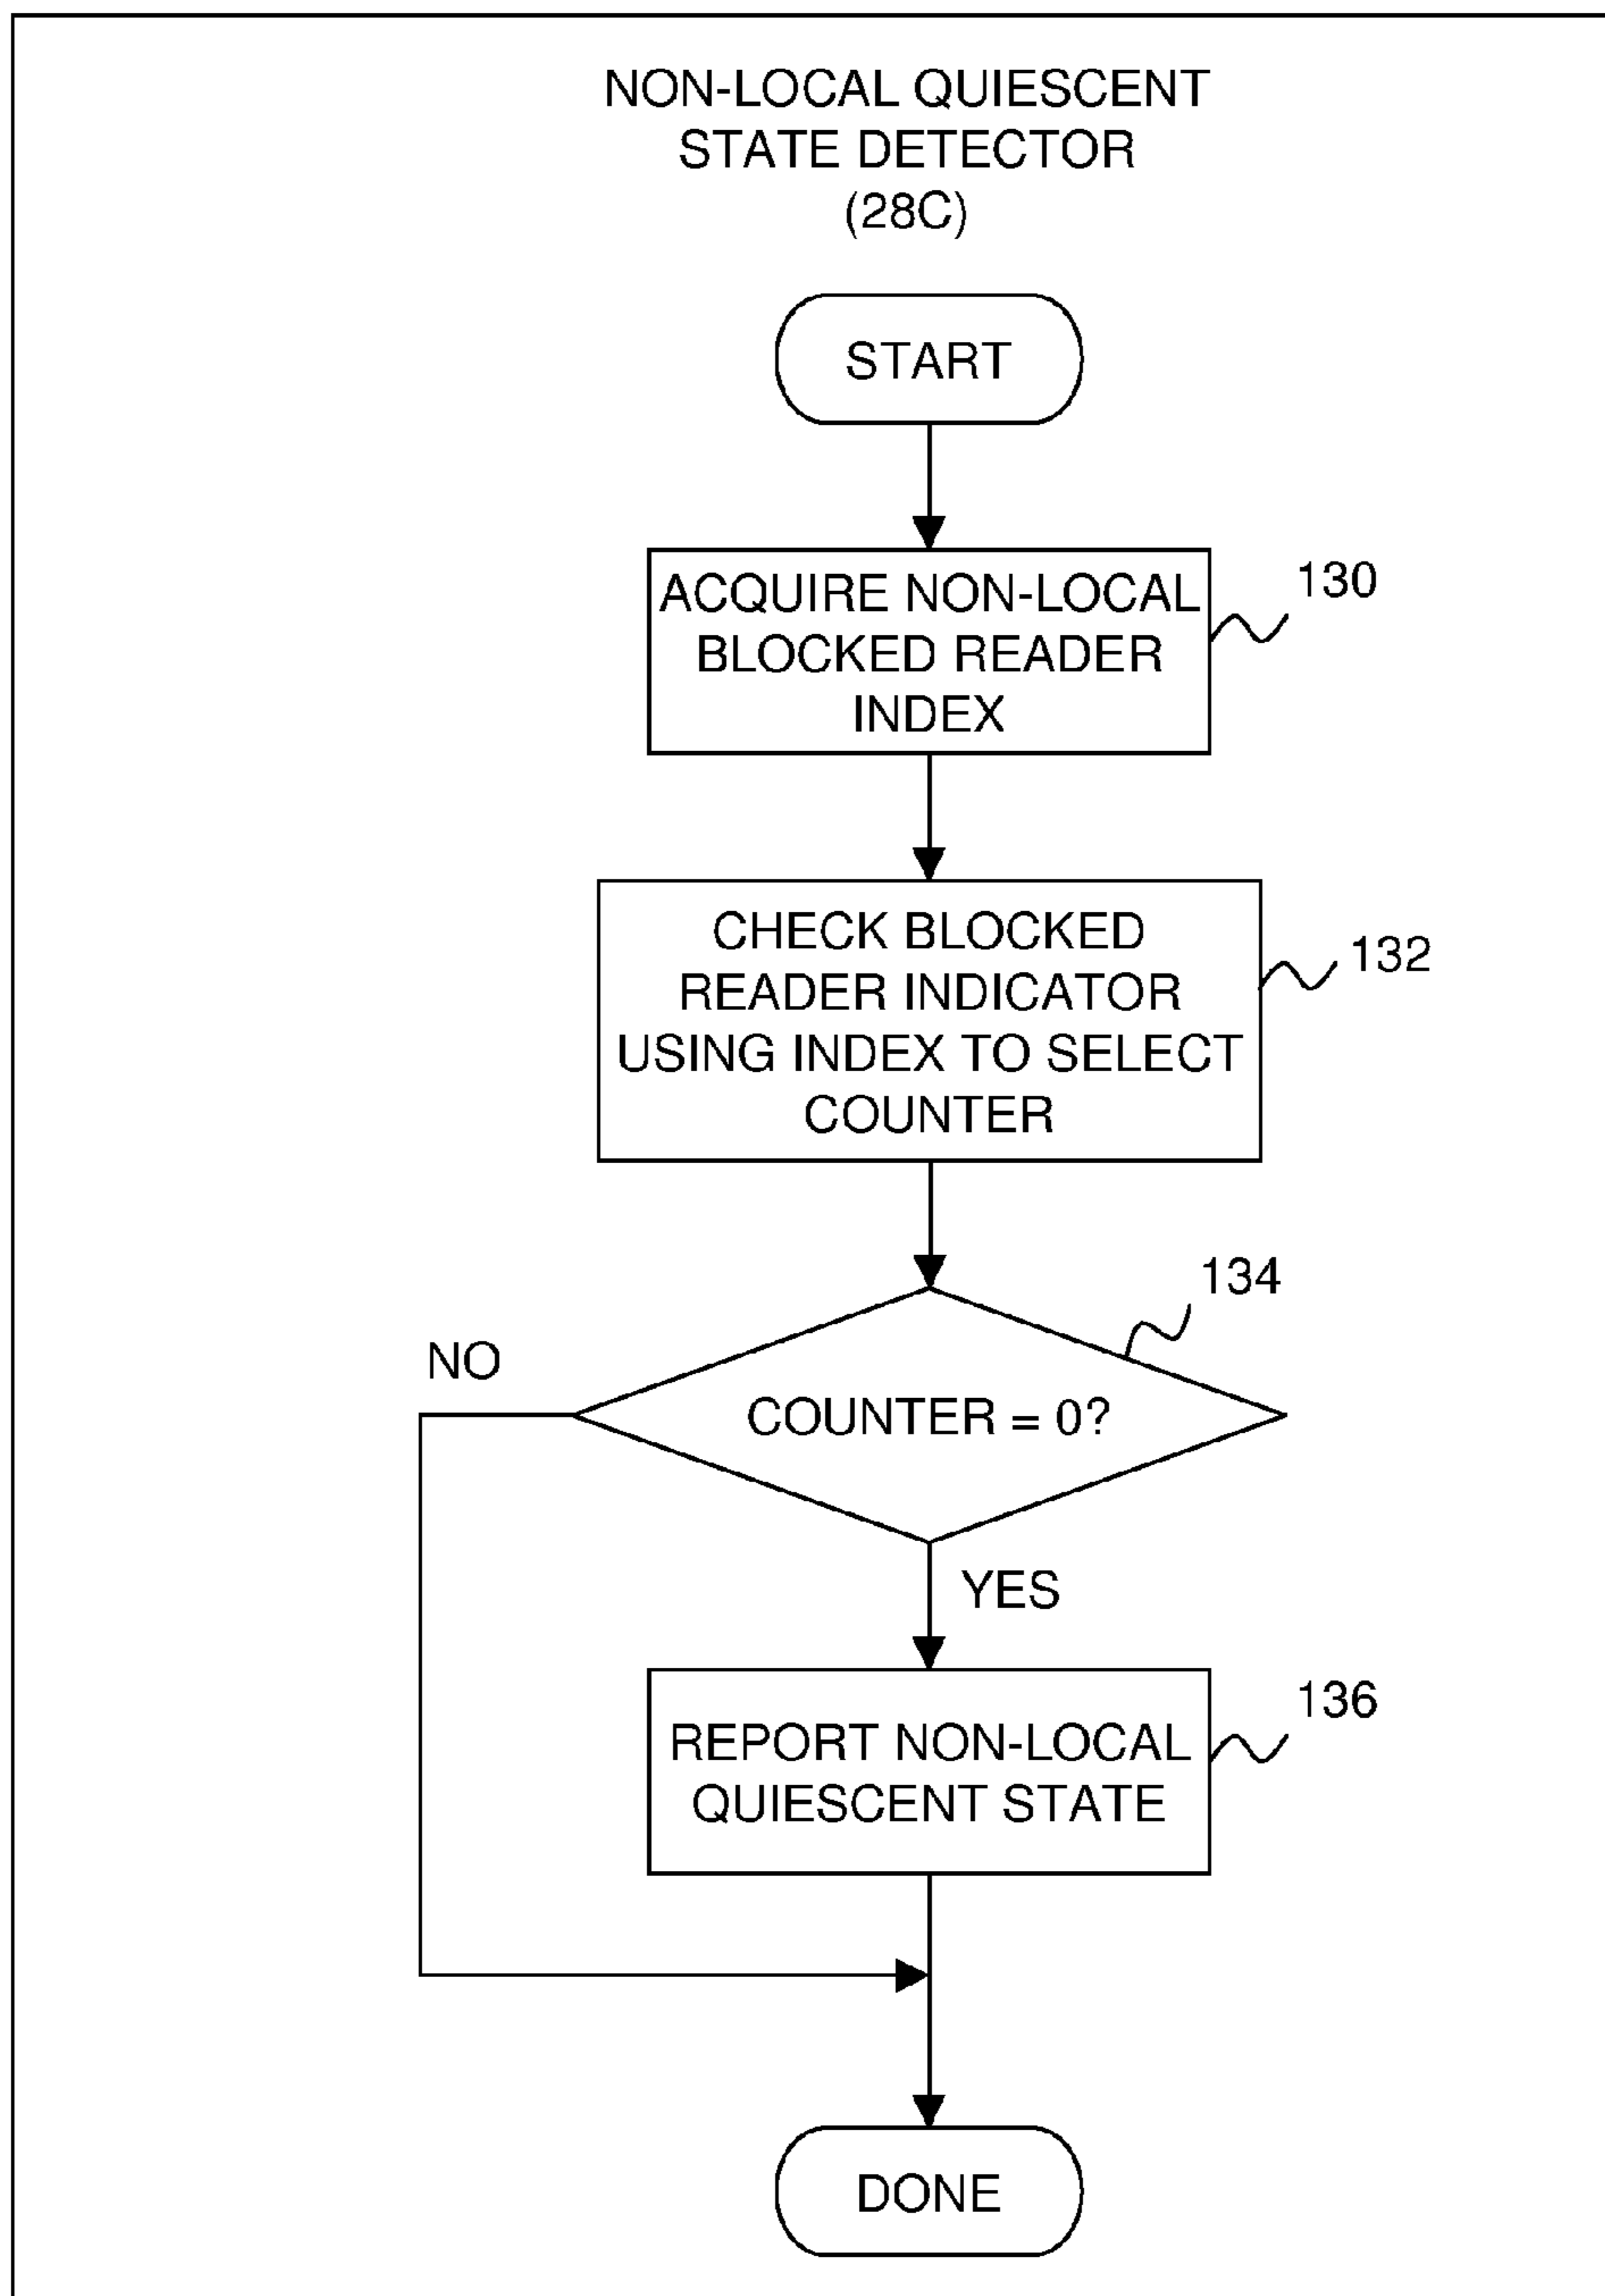 NON-LOCAL QUIESCENT
STATE DETECTOR
(28C)
START
ACQUIRE NON-LOCAL
BLOCKED READER
INDEX
130
CHECK BLOCKED
READER INDICATOR
USING INDEX TO SELECT
COUNTER
132
134
NO
COUNTER = 0?
YES
REPORT NON-LOCAL
QUIESCENT STATE
136
DONE